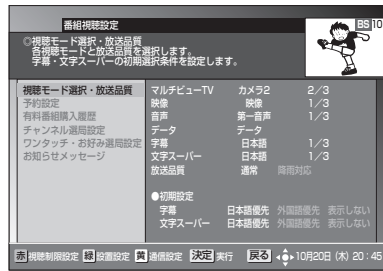 番組視聴設定
BS 10
◎視聴モード選択・放送品質
各視聴モードと放送品質を選択します。
字幕・文字スーパーの初期選択条件を設定します。
視聴モード選択・放送品質
予約設定
有料番組購入履歴
チャンネル選局設定
ワンタッチ・お好み選局設定
お知らせメッセージ
マルチビューTV カメラ2 2／3
映像 映像 1／3
音声 第一音声 1／3
データ データ
字幕 日本語 1／3
文字スーパー 日本語 1／3
放送品質 通常 降雨対応
●初期設定
字幕 日本語優先 外国語優先 表示しない
文字スーパー 日本語優先 外国語優先 表示しない
赤 視聴制限設定 緑 設置設定 黄 通信設定 決定 実行 戻る 10月20日 (木) 20：45